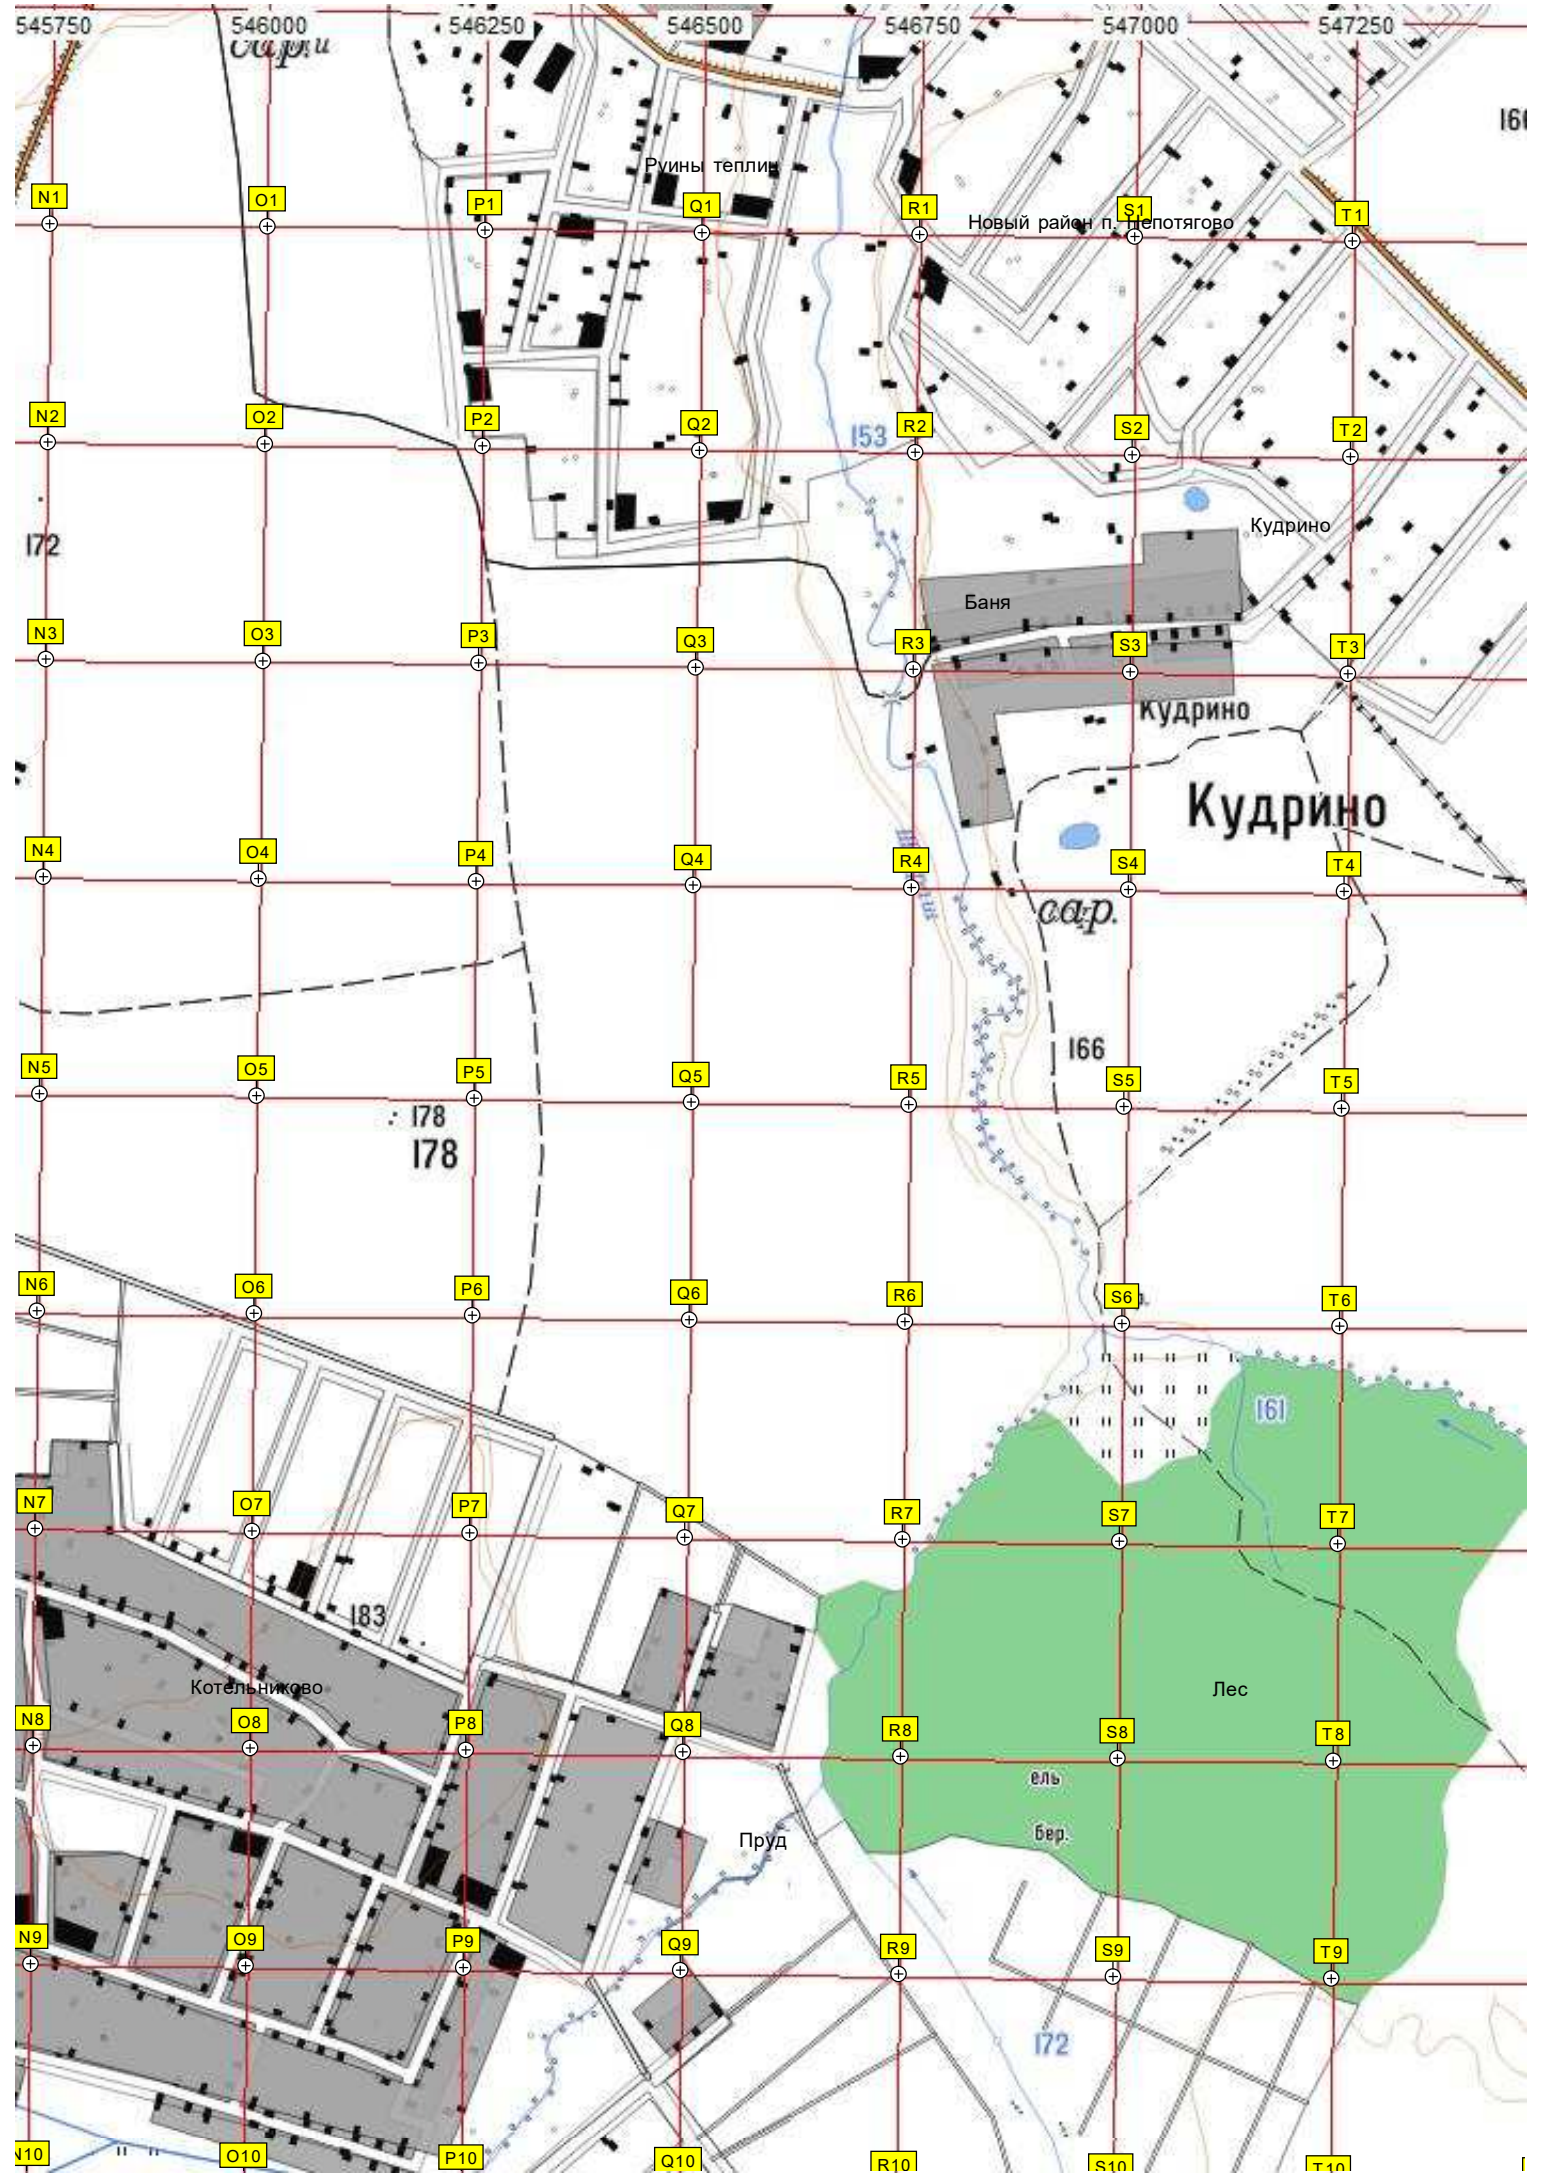 545750 546000 546250 546500 546750 547000 547250
сар.
Руины теплиц
N1 O1 P1 Q1 R1 S1 T1
Новый район п. Непотягово
N2 O2 P2 Q2 R2 S2 T2
153
Кудрино
172
Баня
N3 O3 P3 Q3 R3 S3 T3
Кудрино
Кудрино
N4 O4 P4 Q4 R4 S4 T4
сар.
166
N5 O5 P5 Q5 R5 S5 T5
178
178
N6 O6 P6 Q6 R6 S6 T6
161
N7 O7 P7 Q7 R7 S7 T7
183
Котельниково
Лес
N8 O8 P8 Q8 R8 S8 T8
ель
бер.
Пруд
N9 O9 P9 Q9 R9 S9 T9
172
N10 O10 P10 Q10 R10 S10 T10